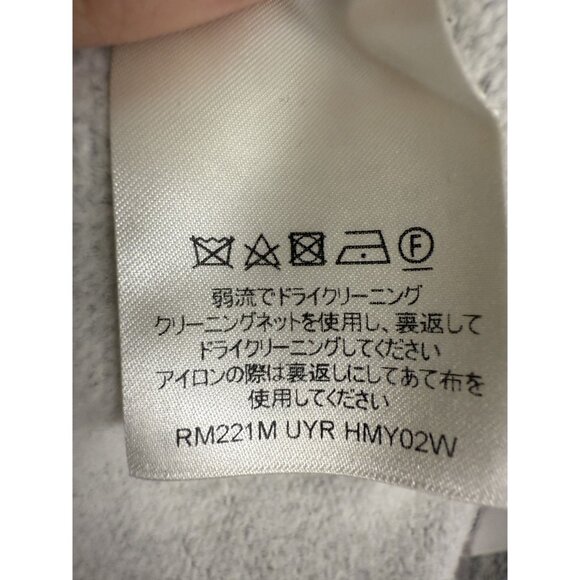 F
弱流でドライクリーニング
クリーニングネットを使用し、裏返して
ドライクリーニングしてください
アイロンの際は裏返しにしてあて布を
使用してください
RM221M UYR HMY02W